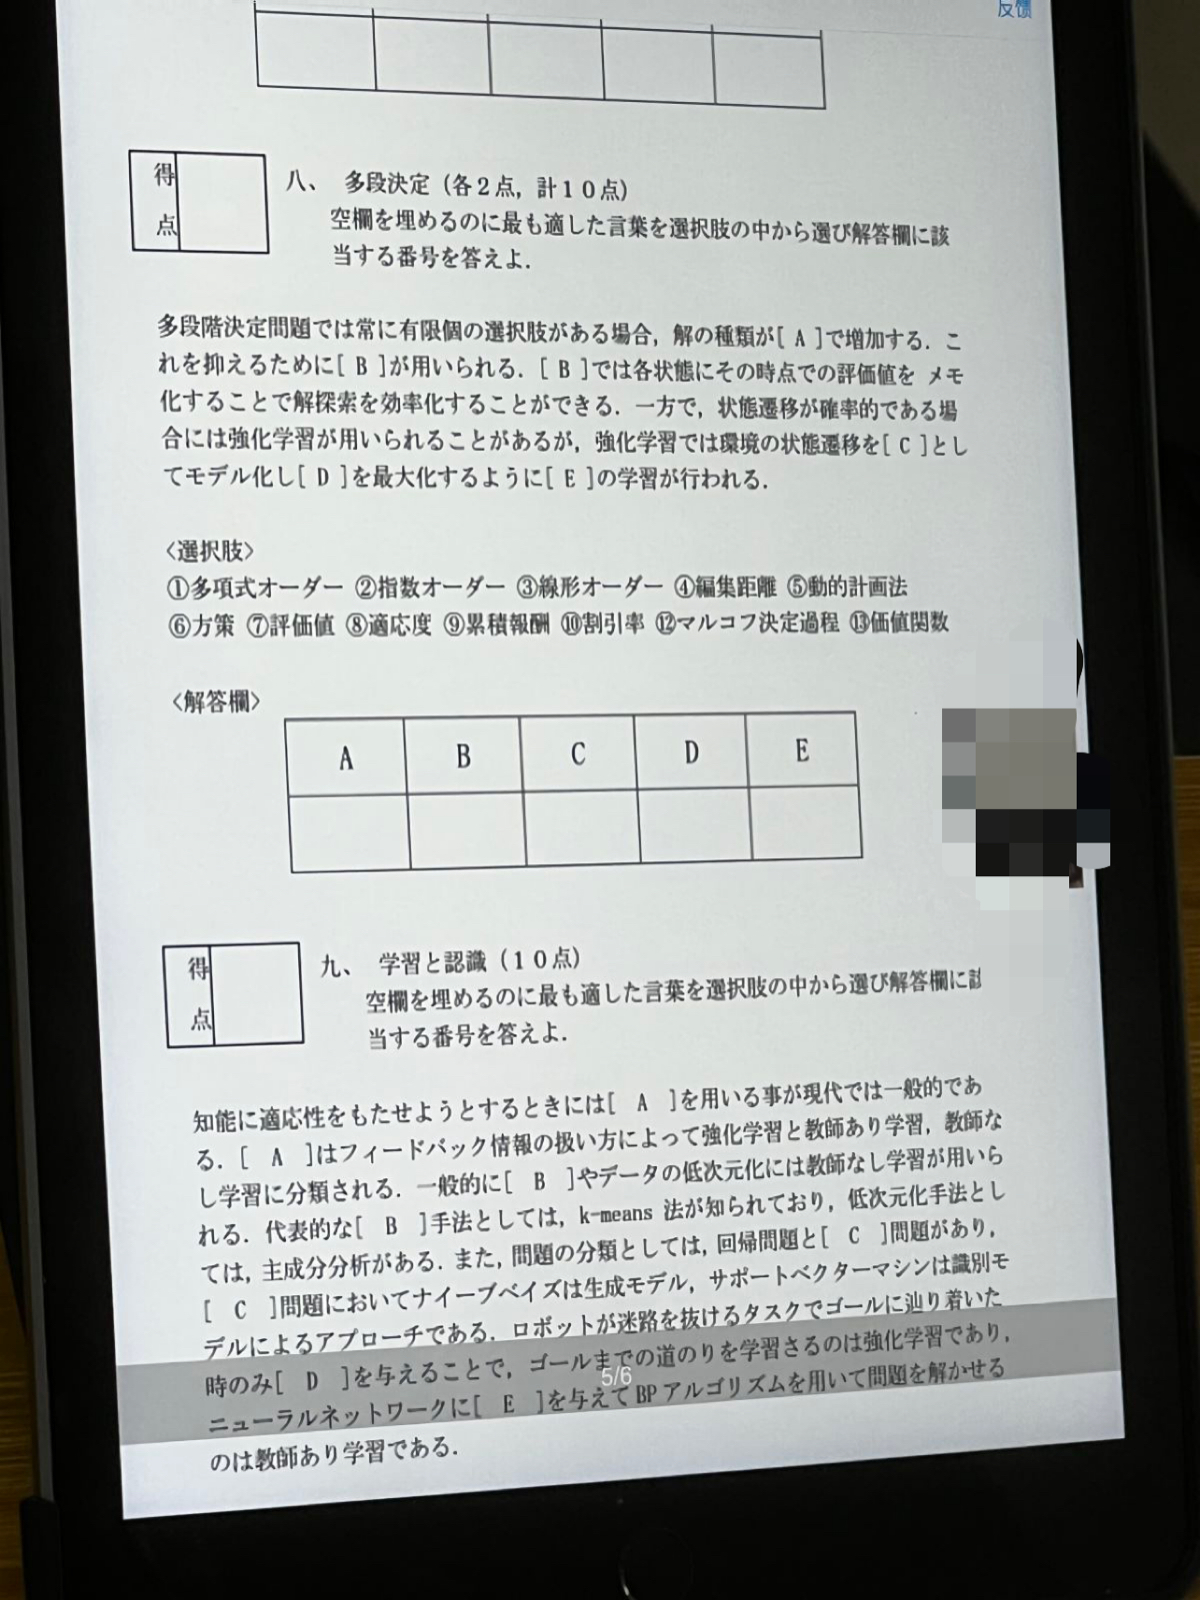 反馈
得
点
八、 多段決定（各２点，計１０点）
空欄を埋めるのに最も適した言葉を選択肢の中から選び解答欄に該
当する番号を答えよ．
多段階決定問題では常に有限個の選択肢がある場合，解の種類が[ A ]で増加する．こ
れを抑えるために[ B ]が用いられる．[ B ]では各状態にその時点での評価値を メモ
化することで解探索を効率化することができる．一方で，状態遷移が確率的である場
合には強化学習が用いられることがあるが，強化学習では環境の状態遷移を[ C ]とし
てモデル化し[ D ]を最大化するように[ E ]の学習が行われる．
〈選択肢〉
①多項式オーダー ②指数オーダー ③線形オーダー ④編集距離 ⑤動的計画法
⑥方策 ⑦評価値 ⑧適応度 ⑨累積報酬 ⑩割引率 ⑫マルコフ決定過程 ⑬価値関数
〈解答欄〉
A B C D E
得
点
九、 学習と認識（１０点）
空欄を埋めるのに最も適した言葉を選択肢の中から選び解答欄に該
当する番号を答えよ．
知能に適応性をもたせようとするときには[ A ]を用いる事が現代では一般的であ
る．[ A ]はフィードバック情報の扱い方によって強化学習と教師あり学習，教師な
し学習に分類される．一般的に[ B ]やデータの低次元化には教師なし学習が用いら
れる．代表的な[ B ]手法としては，k-means 法が知られており，低次元化手法とし
ては，主成分分析がある．また，問題の分類としては，回帰問題と[ C ]問題があり，
[ C ]問題においてナイーブベイズは生成モデル，サポートベクターマシンは識別モ
デルによるアプローチである．ロボットが迷路を抜けるタスクでゴールに辿り着いた
時のみ[ D ]を与えることで，ゴールまでの道のりを学習さるのは強化学習であり，
5/6
ニューラルネットワークに[ E ]を与えて BP アルゴリズムを用いて問題を解かせる
のは教師あり学習である．